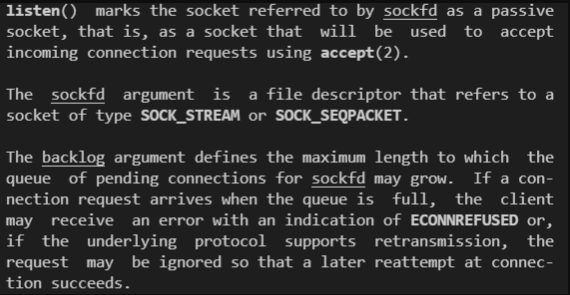 listen() marks the socket referred to by sockfd as a passive
socket, that is, as a socket that will be used to accept
incoming connection requests using accept(2).

The sockfd argument is a file descriptor that refers to a
socket of type SOCK_STREAM or SOCK_SEQPACKET.

The backlog argument defines the maximum length to which the
queue of pending connections for sockfd may grow. If a con-
nection request arrives when the queue is full, the client
may receive an error with an indication of ECONNREFUSED or,
if the underlying protocol supports retransmission, the
request may be ignored so that a later reattempt at connec-
tion succeeds.